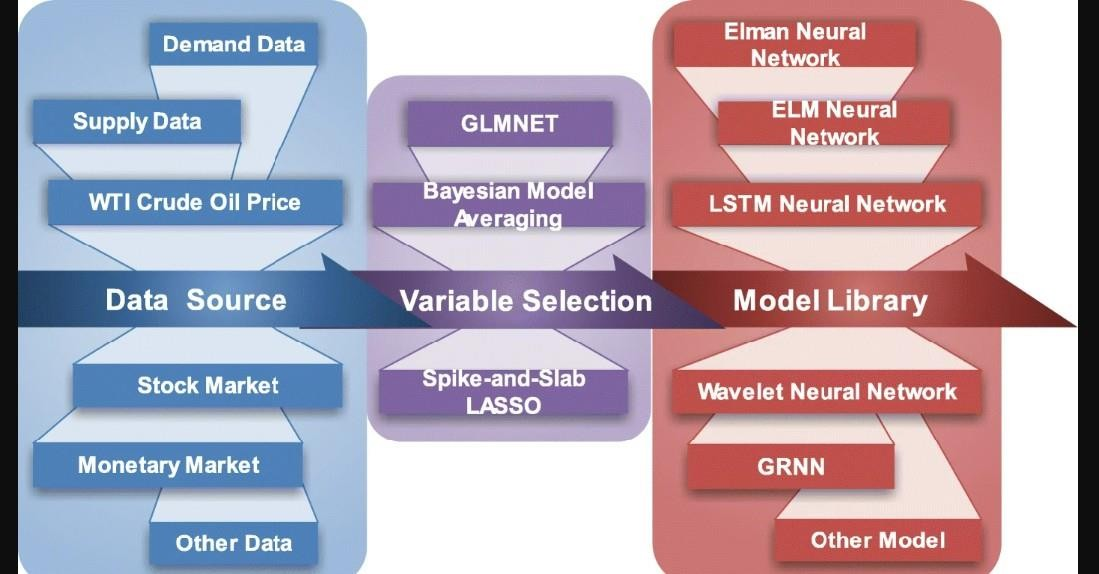 Demand Data
Supply Data
WTI Crude Oil Price
Data Source
Stock Market
Monetary Market
Other Data
GLMNET
Bayesian Model
Averaging
Variable Selection
Spike-and-Slab
LASSO
Elman Neural
Network
ELM Neural
Network
LSTM Neural Network
Model Library
Wavelet Neural Network
GRNN
Other Model